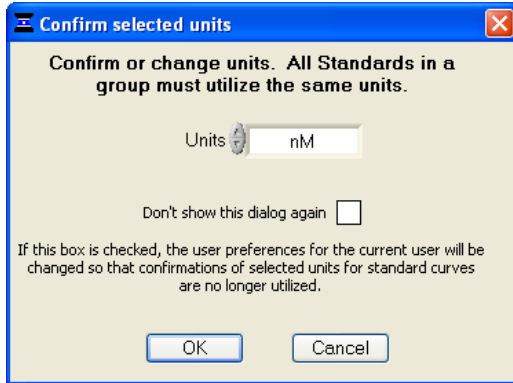 Confirm selected units
Confirm or change units. All Standards in a
group must utilize the same units.
Units nM
Don't show this dialog again
If this box is checked, the user preferences for the current user will be
changed so that confirmations of selected units for standard curves
are no longer utilized.
OK Cancel